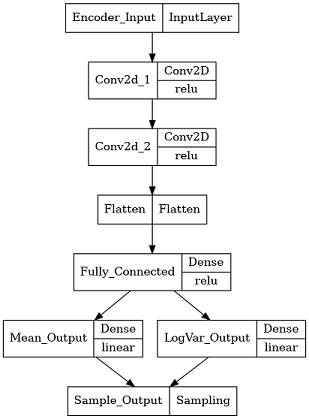 Encoder_Input InputLayer
Conv2d_1 Conv2D
relu
Conv2d_2 Conv2D
relu
Flatten Flatten
Fully_Connected Dense
relu
Mean_Output Dense
linear
LogVar_Output Dense
linear
Sample_Output Sampling